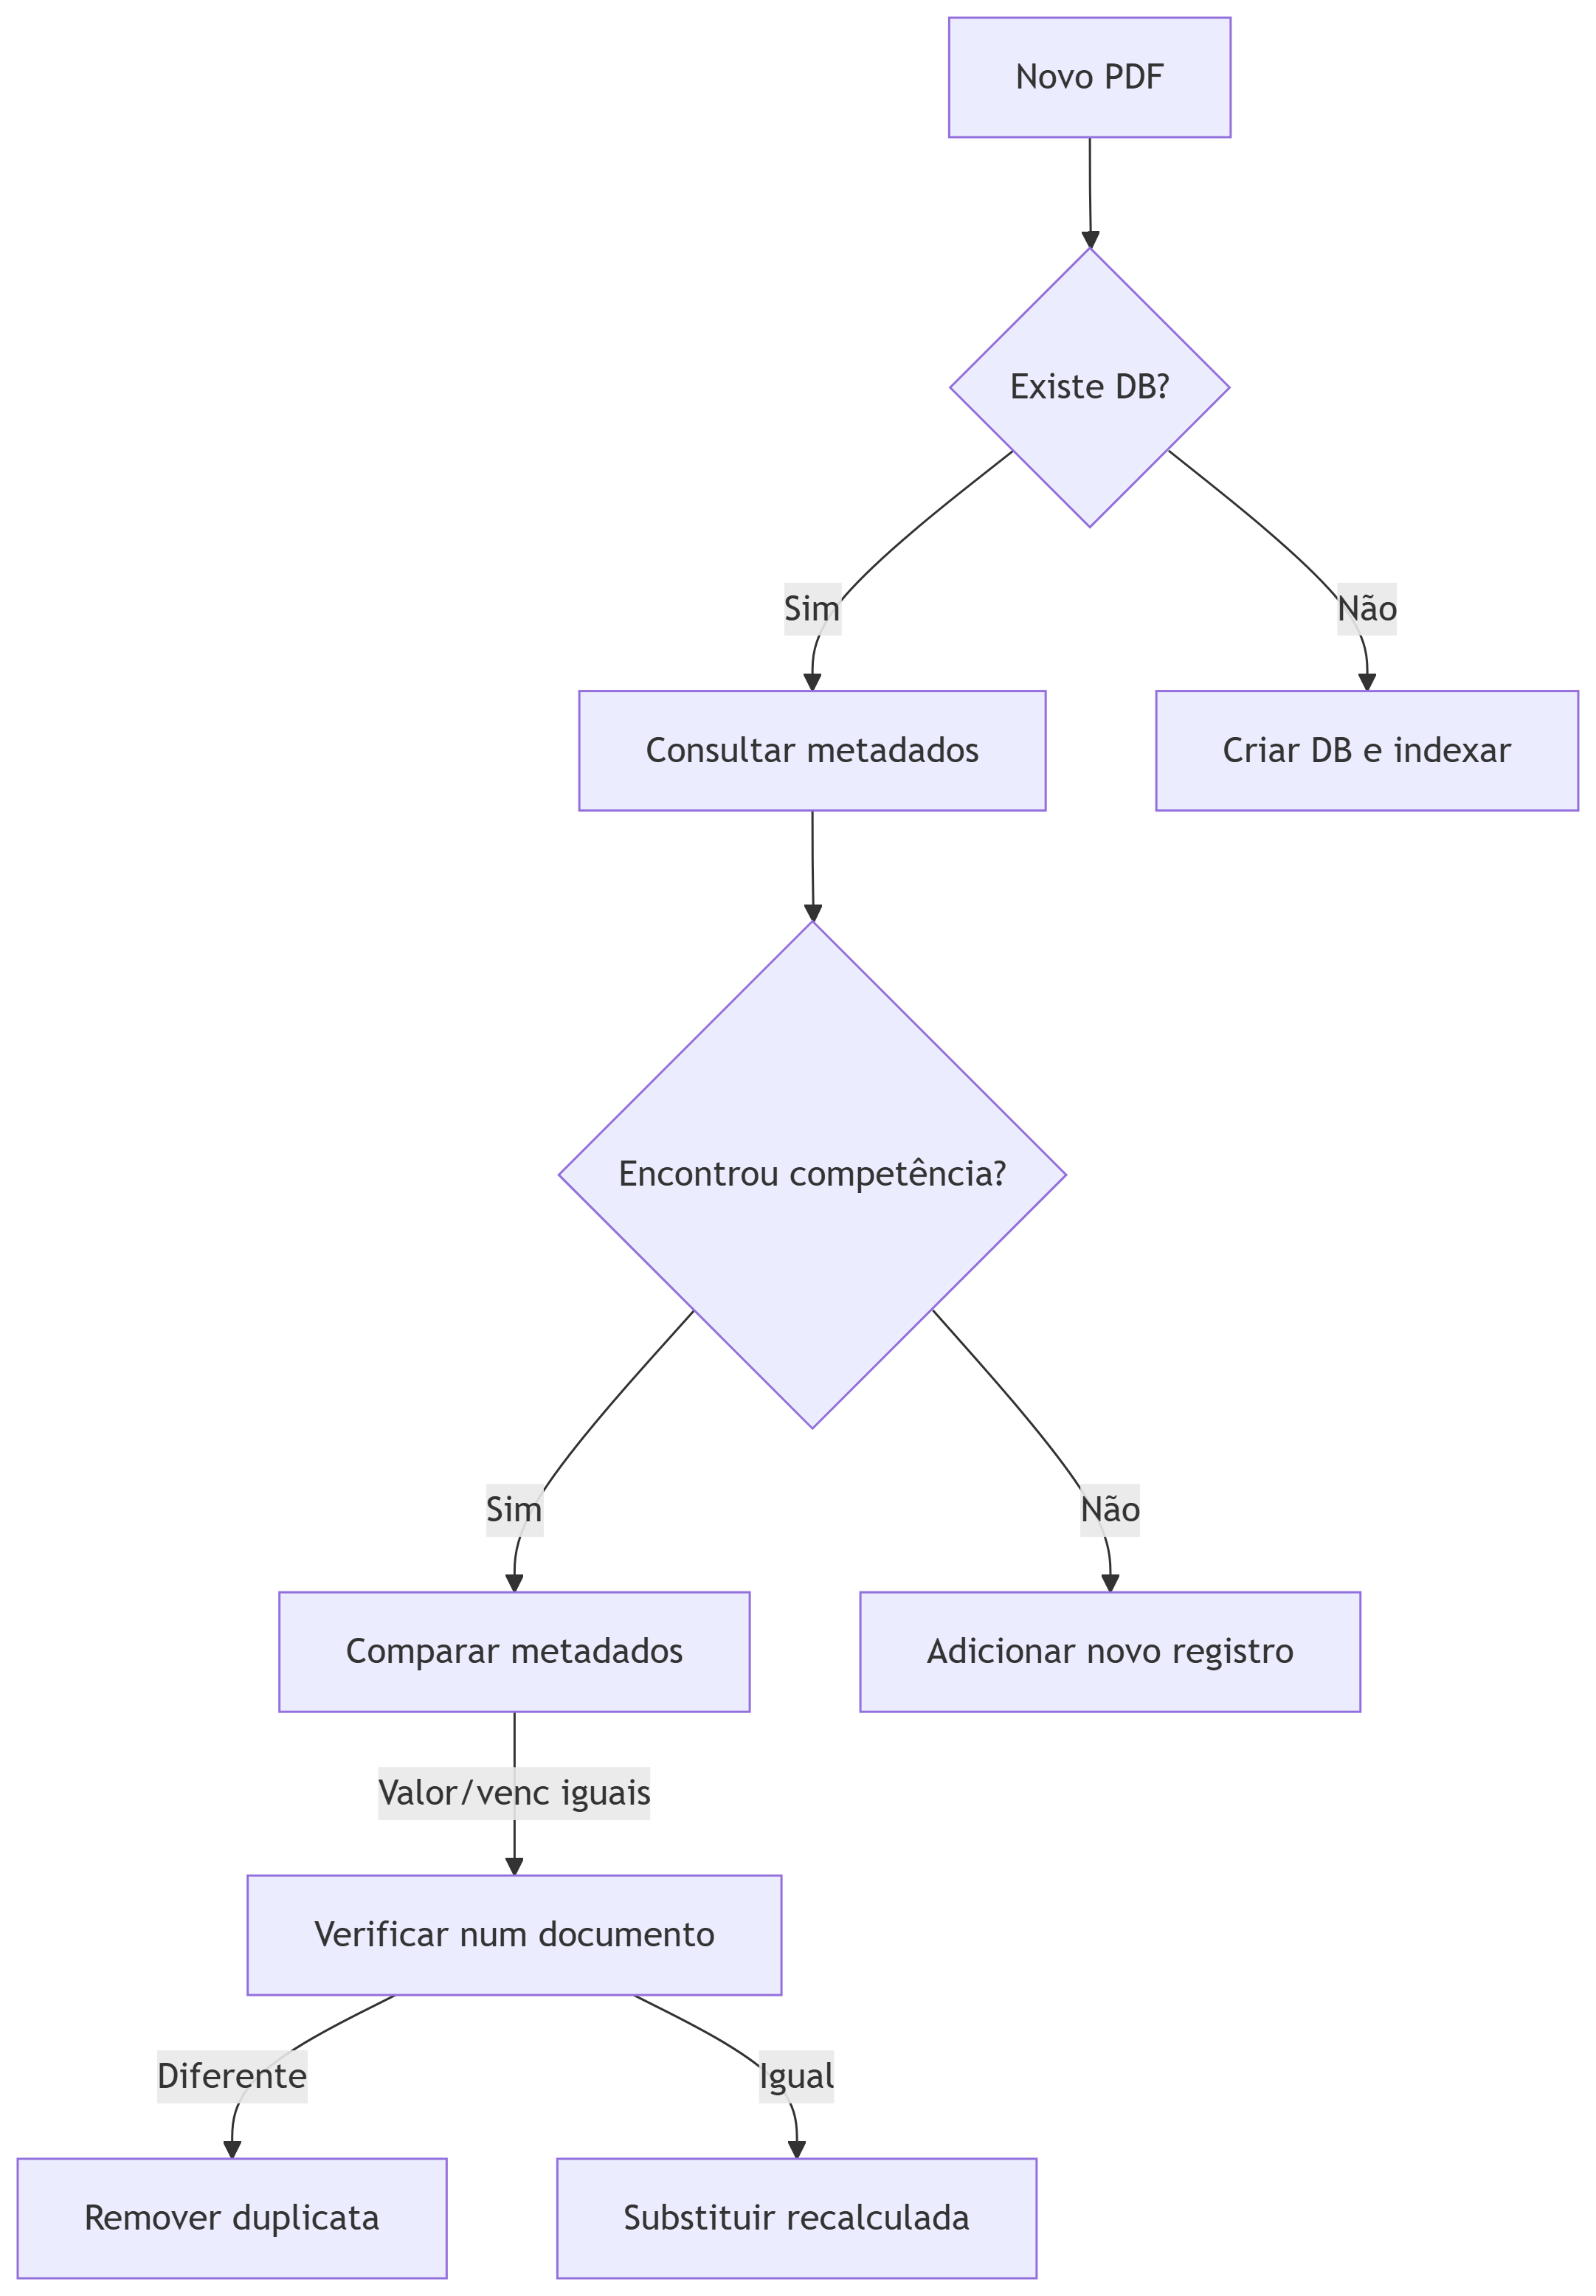 Novo PDF
Existe DB?
Sim
Não
Consultar metadados
Criar DB e indexar
Encontrou competência?
Sim
Não
Comparar metadados
Adicionar novo registro
Valor/venc iguais
Verificar num documento
Diferente
Igual
Remover duplicata
Substituir recalculada